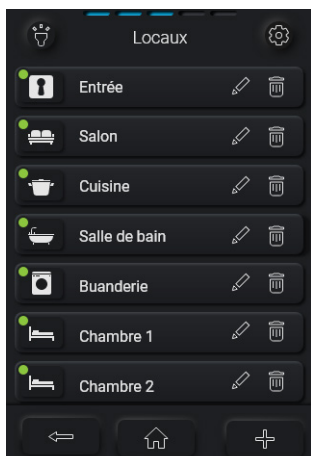 Locaux
Entrée
Salon
Cuisine
Salle de bain
Buanderie
Chambre 1
Chambre 2